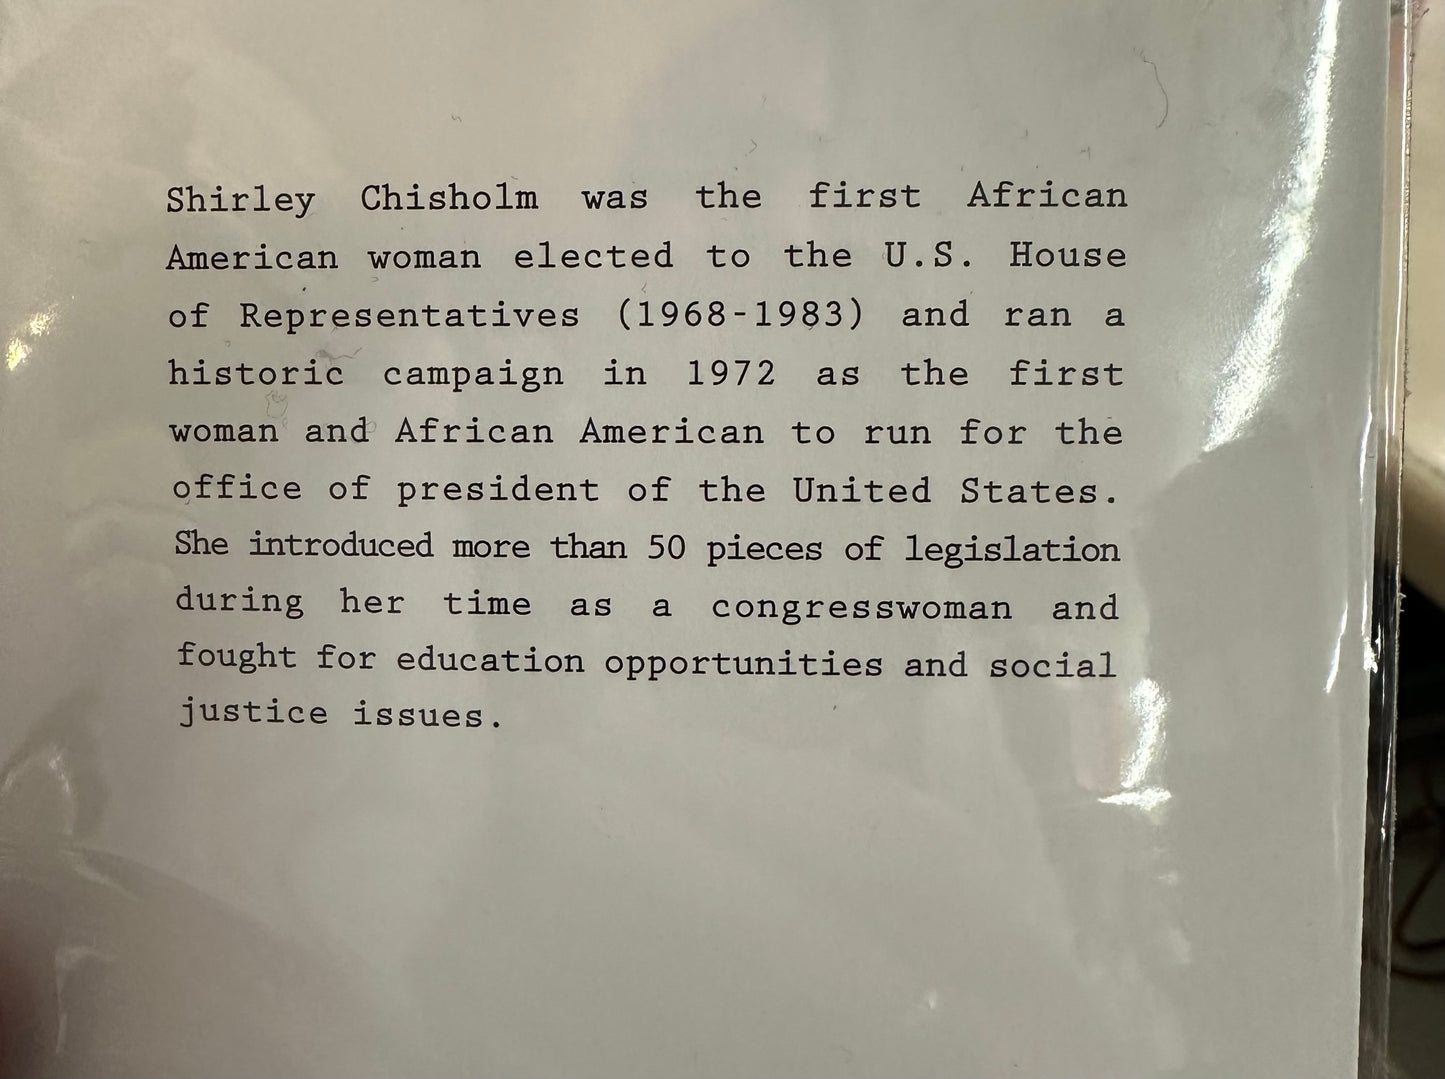 Shirley Chisholm was the first African
American woman elected to the U.S. House
of Representatives (1968-1983) and ran a
historic campaign in 1972 as the first
woman and African American to run for the
office of president of the United States.
She introduced more than 50 pieces of legislation
during her time as a congresswoman and
fought for education opportunities and social
justice issues.